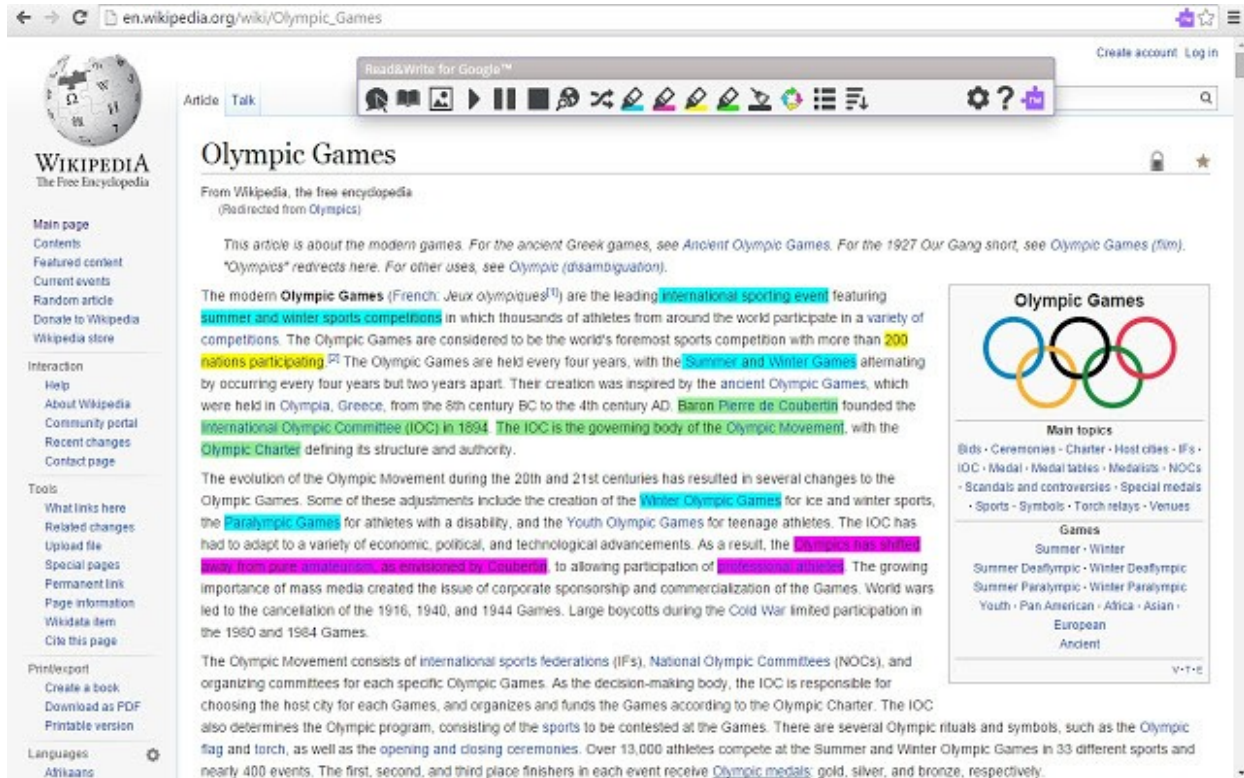 en.wikipedia.org/wiki/Olympic_Games
Create account Log in
Read&Write for Google™
Article Talk
WIKIPEDIA
The Free Encyclopedia
Main page
Contents
Featured content
Current events
Random article
Donate to Wikipedia
Wikipedia store
Interaction
Help
About Wikipedia
Community portal
Recent changes
Contact page
Tools
What links here
Related changes
Upload file
Special pages
Permanent link
Page information
Wikidata item
Cite this page
Print/export
Create a book
Download as PDF
Printable version
Languages
Afrikaans
Olympic Games
From Wikipedia, the free encyclopedia
(Redirected from Olympics)
This article is about the modern games. For the ancient Greek games, see Ancient Olympic Games. For the 1927 Our Gang short, see Olympic Games (film).
"Olympics" redirects here. For other uses, see Olympic (disambiguation).
The modern Olympic Games (French: Jeux olympiques[1]) are the leading international sporting event featuring
summer and winter sports competitions in which thousands of athletes from around the world participate in a variety of
competitions. The Olympic Games are considered to be the world's foremost sports competition with more than 200
nations participating.[2] The Olympic Games are held every four years, with the Summer and Winter Games alternating
by occurring every four years but two years apart. Their creation was inspired by the ancient Olympic Games, which
were held in Olympia, Greece, from the 8th century BC to the 4th century AD. Baron Pierre de Coubertin founded the
International Olympic Committee (IOC) in 1894. The IOC is the governing body of the Olympic Movement, with the
Olympic Charter defining its structure and authority.
The evolution of the Olympic Movement during the 20th and 21st centuries has resulted in several changes to the
Olympic Games. Some of these adjustments include the creation of the Winter Olympic Games for ice and winter sports,
the Paralympic Games for athletes with a disability, and the Youth Olympic Games for teenage athletes. The IOC has
had to adapt to a variety of economic, political, and technological advancements. As a result, the Olympics has shifted
away from pure amateurism, as envisioned by Coubertin, to allowing participation of professional athletes. The growing
importance of mass media created the issue of corporate sponsorship and commercialization of the Games. World wars
led to the cancellation of the 1916, 1940, and 1944 Games. Large boycotts during the Cold War limited participation in
the 1980 and 1984 Games.
The Olympic Movement consists of international sports federations (IFs), National Olympic Committees (NOCs), and
organizing committees for each specific Olympic Games. As the decision-making body, the IOC is responsible for
choosing the host city for each Games, and organizes and funds the Games according to the Olympic Charter. The IOC
also determines the Olympic program, consisting of the sports to be contested at the Games. There are several Olympic rituals and symbols, such as the Olympic
flag and torch, as well as the opening and closing ceremonies. Over 13,000 athletes compete at the Summer and Winter Olympic Games in 33 different sports and
nearly 400 events. The first, second, and third place finishers in each event receive Olympic medals: gold, silver, and bronze, respectively.
Olympic Games
Main topics
Bids · Ceremonies · Charter · Host cities · IFs ·
IOC · Medal · Medal tables · Medalists · NOCs
· Scandals and controversies · Special medals
· Sports · Symbols · Torch relays · Venues
Games
Summer · Winter
Summer Deaflympic · Winter Deaflympic
Summer Paralympic · Winter Paralympic
Youth · Pan American · Africa · Asian ·
European
Ancient
V·T·E